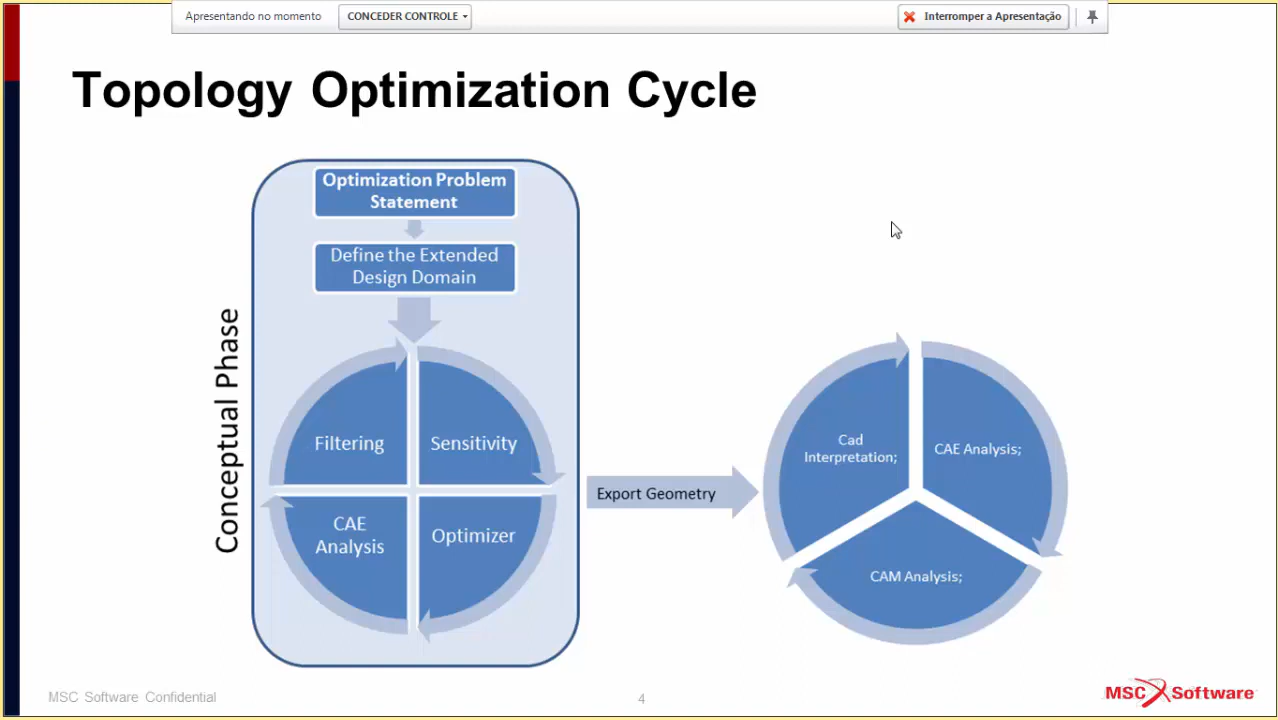 Apresentando no momento
CONCEDER CONTROLE
Interromper a Apresentação
Topology Optimization Cycle
Optimization Problem
Statement
Define the Extended
Design Domain
Conceptual Phase
Filtering
Sensitivity
CAE
Analysis
Optimizer
Export Geometry
Cad
Interpretation;
CAE Analysis;
CAM Analysis;
MSC Software Confidential
4
MSC Software